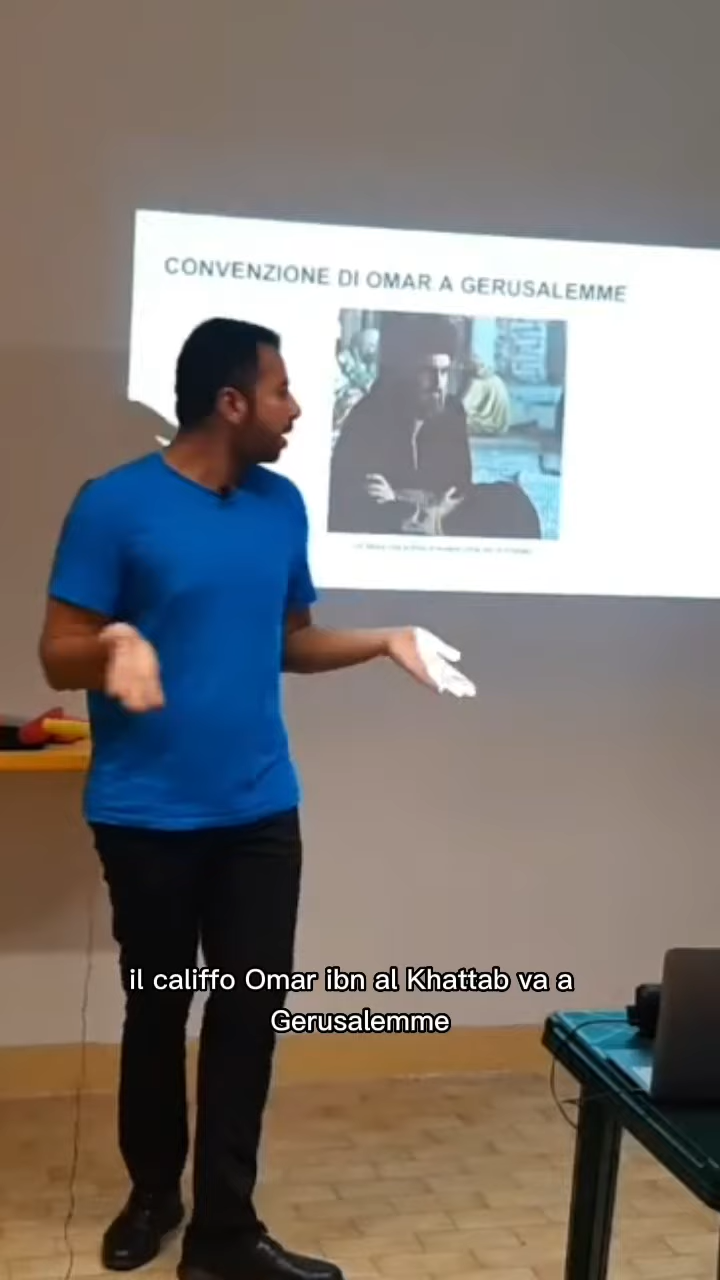 CONVENZIONE DI OMAR A GERUSALEMME
il califfo Omar ibn al Khattab va a
Gerusalemme